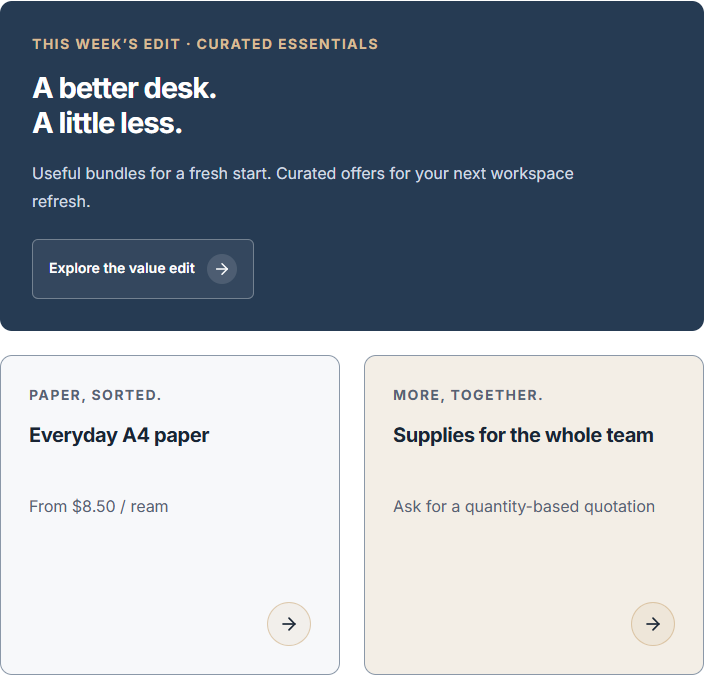 THIS WEEK’S EDIT · CURATED ESSENTIALS
A better desk.
A little less.
Useful bundles for a fresh start. Curated offers for your next workspace
refresh.
Explore the value edit
PAPER, SORTED.
Everyday A4 paper
From $8.50 / ream
MORE, TOGETHER.
Supplies for the whole team
Ask for a quantity-based quotation